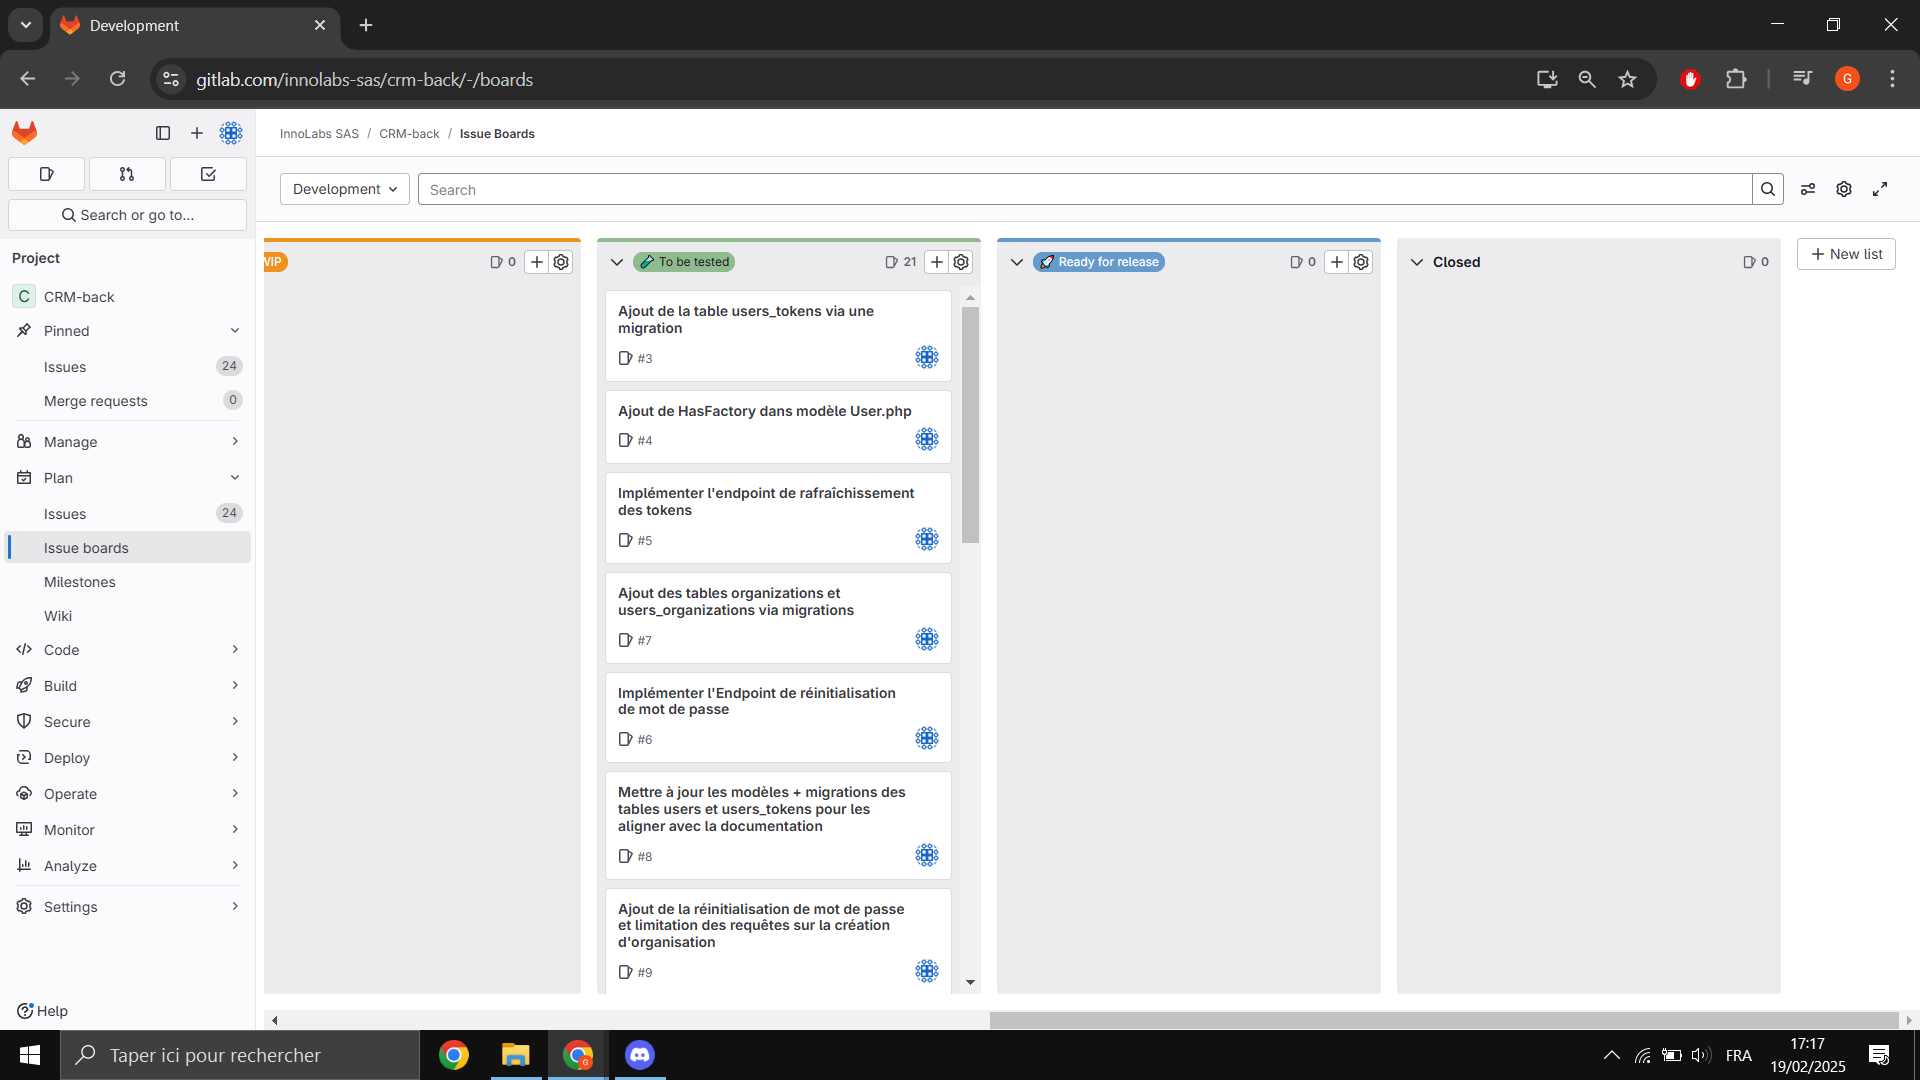 Development
gitlab.com/innolabs-sas/crm-back/-/boards
G
InnoLabs SAS / CRM-back / Issue Boards
Search or go to...
Development
Search
Project
C CRM-back
Pinned
Issues 24
Merge requests 0
Manage
Plan
Issues 24
Issue boards
Milestones
Wiki
Code
Build
Secure
Deploy
Operate
Monitor
Analyze
Settings
Help
WIP 0
To be tested 21
Ajout de la table users_tokens via une
migration
#3
Ajout de HasFactory dans modèle User.php
#4
Implémenter l'endpoint de rafraîchissement
des tokens
#5
Ajout des tables organizations et
users_organizations via migrations
#7
Implémenter l'Endpoint de réinitialisation
de mot de passe
#6
Mettre à jour les modèles + migrations des
tables users et users_tokens pour les
aligner avec la documentation
#8
Ajout de la réinitialisation de mot de passe
et limitation des requêtes sur la création
d'organisation
#9
Ready for release 0
Closed 0
New list
Taper ici pour rechercher
FRA
17:17
19/02/2025